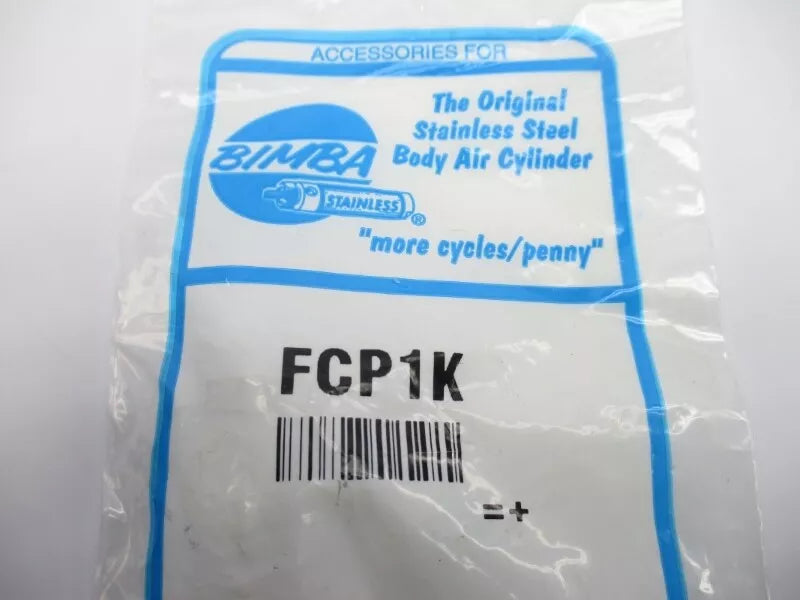 ACCESSORIES FOR
The Original
Stainless Steel
Body Air Cylinder
BIMBA
STAINLESS
®
"more cycles/penny"
FCP1K
=+